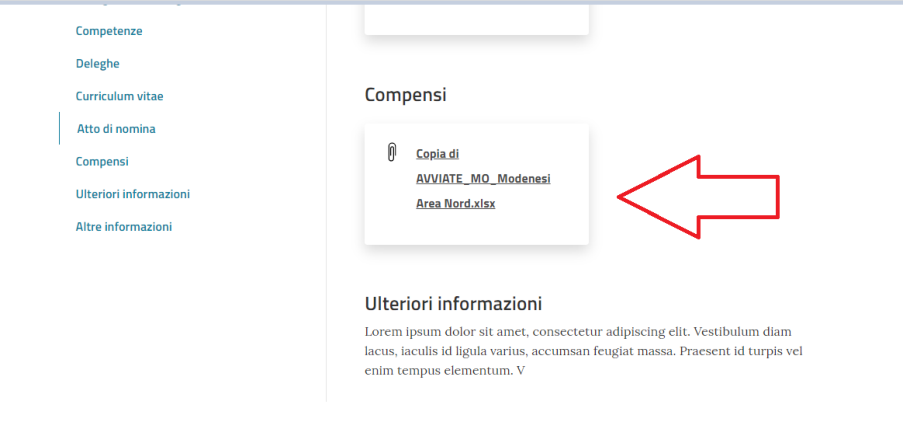 Competenze
Deleghe
Curriculum vitae
Atto di nomina
Compensi
Ulteriori informazioni
Altre informazioni
Compensi
Copia di
AVVIATE_MO_Modenesi
Area Nord.xlsx
Ulteriori informazioni
Lorem ipsum dolor sit amet, consectetur adipiscing elit. Vestibulum diam
lacus, iaculis id ligula varius, accumsan feugiat massa. Praesent id turpis vel
enim tempus elementum. V